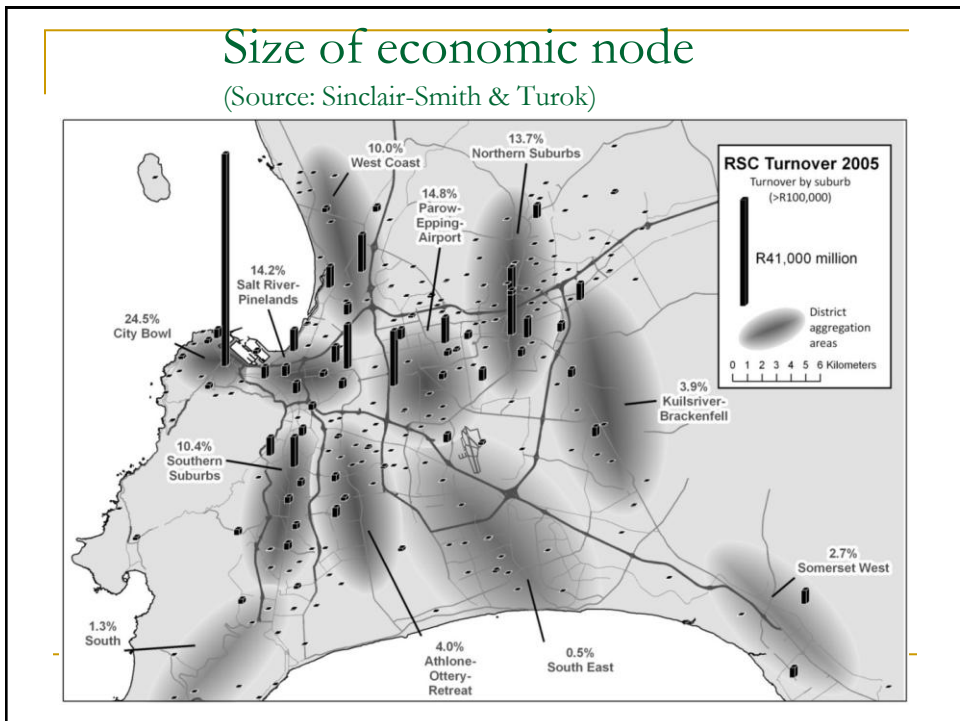 Size of economic node
(Source: Sinclair-Smith & Turok)
10.0%
West Coast
13.7%
Northern Suburbs
14.8%
Parow-
Epping-
Airport
14.2%
Salt River-
Pinelands
24.5%
City Bowl
RSC Turnover 2005
Turnover by suburb
(>R100,000)
R41,000 million
District
aggregation
areas
0 1 2 3 4 5 6 Kilometers
3.9%
Kuilsriver-
Brackenfell
10.4%
Southern
Suburbs
2.7%
Somerset West
1.3%
South
4.0%
Athlone-
Ottery-
Retreat
0.5%
South East